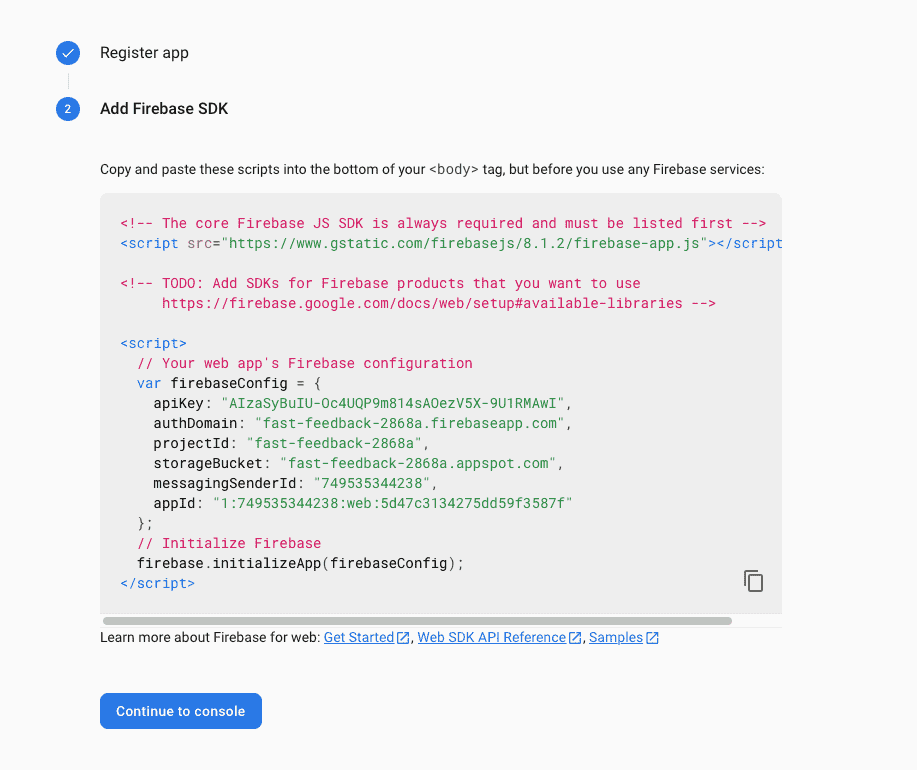 Register app
2
Add Firebase SDK
Copy and paste these scripts into the bottom of your <body> tag, but before you use any Firebase services:
<!-- The core Firebase JS SDK is always required and must be listed first -->
<script src="https://www.gstatic.com/firebasejs/8.1.2/firebase-app.js"></script
<!-- TODO: Add SDKs for Firebase products that you want to use
https://firebase.google.com/docs/web/setup#available-libraries -->
<script>
// Your web app's Firebase configuration
var firebaseConfig = {
apiKey: "AIzaSyBuIU-Oc4UQP9m814sAOezV5X-9U1RMAwI",
authDomain: "fast-feedback-2868a.firebaseapp.com",
projectId: "fast-feedback-2868a",
storageBucket: "fast-feedback-2868a.appspot.com",
messagingSenderId: "749535344238",
appId: "1:749535344238:web:5d47c3134275dd59f3587f"
};
// Initialize Firebase
firebase.initializeApp(firebaseConfig);
</script>
Learn more about Firebase for web: Get Started, Web SDK API Reference, Samples
Continue to console